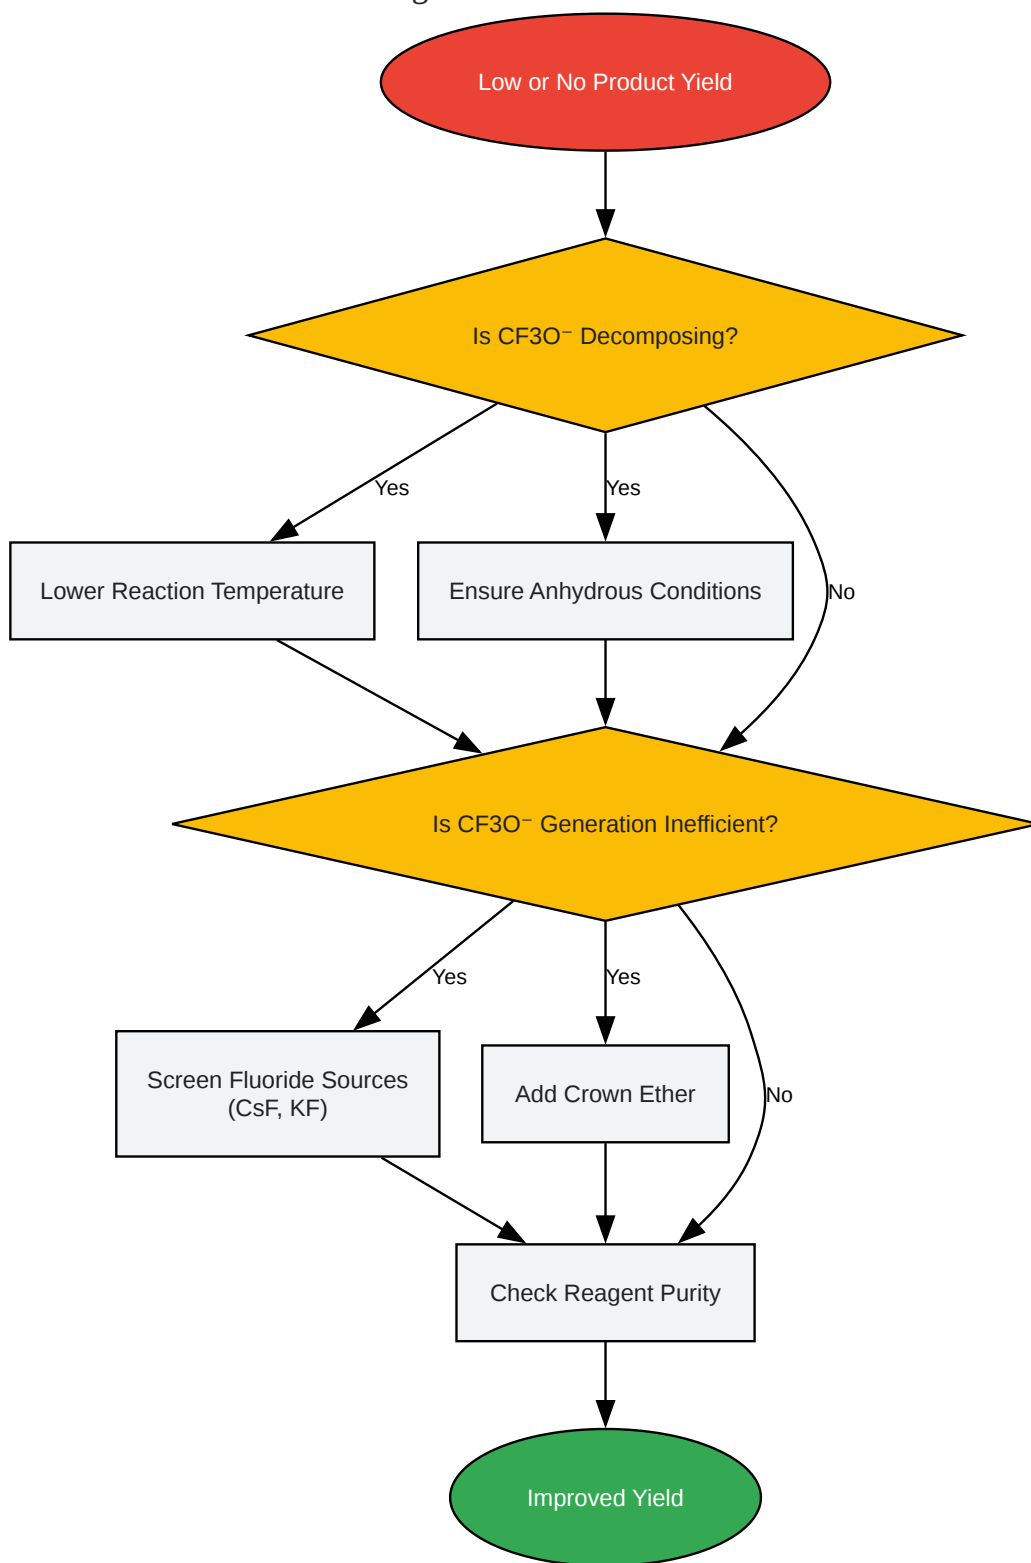 Low or No Product Yield
Is CF3O⁻ Decomposing?
Yes
Yes
Lower Reaction Temperature
Ensure Anhydrous Conditions
No
Is CF3O⁻ Generation Inefficient?
Yes
Yes
Screen Fluoride Sources
(CsF, KF)
Add Crown Ether
No
Check Reagent Purity
Improved Yield